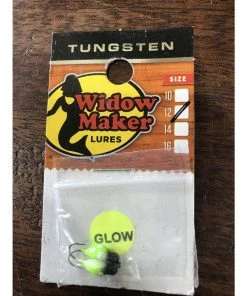 TUNGSTEN
SIZE
10
12
14
16
Widow
Maker
LURES
GLOW